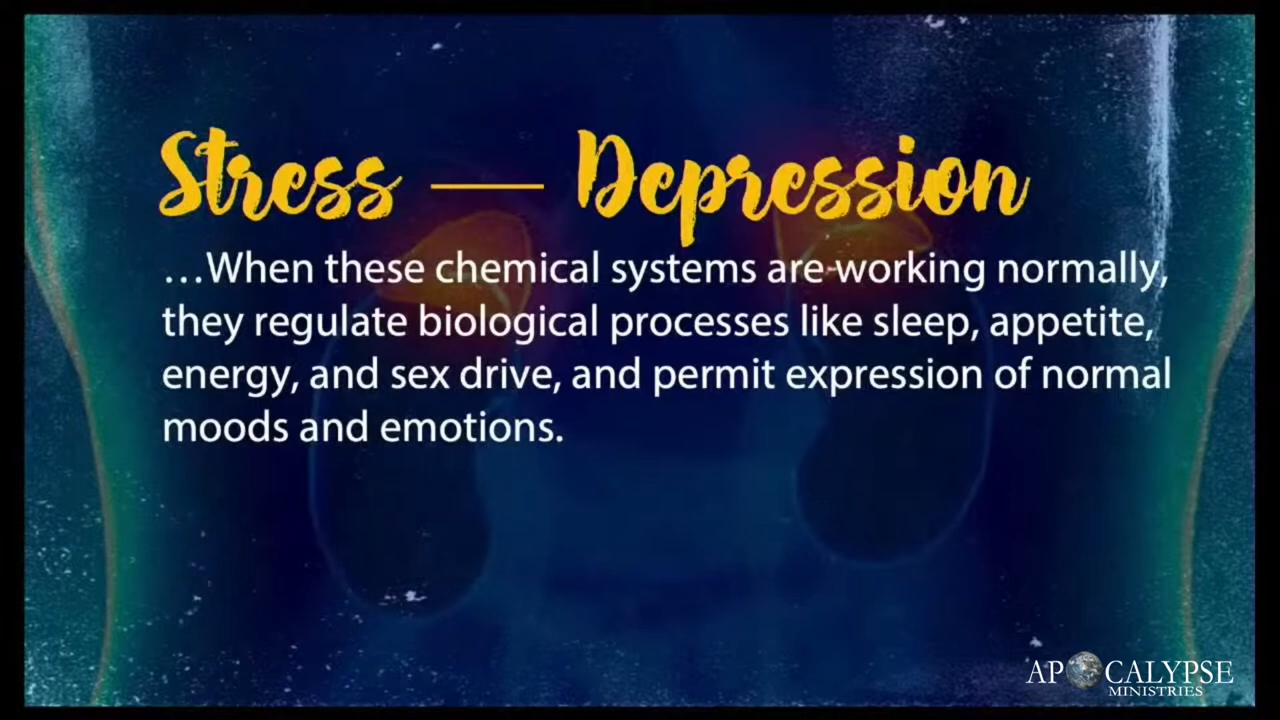 Stress — Depression
...When these chemical systems are working normally,
they regulate biological processes like sleep, appetite,
energy, and sex drive, and permit expression of normal
moods and emotions.
APOCALYPSE
MINISTRIES